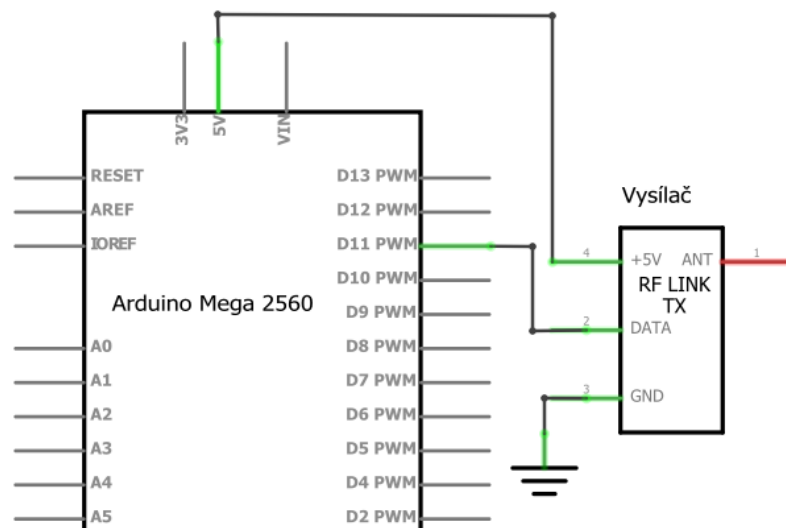 3V3
5V
VIN
RESET
AREF
IOREF
A0
A1
A2
A3
A4
A5
Arduino Mega 2560
D13 PWM
D12 PWM
D11 PWM
D10 PWM
D9 PWM
D8 PWM
D7 PWM
D6 PWM
D5 PWM
D4 PWM
D2 PWM
Vysílač
4
+5V
ANT
1
RF LINK
TX
2
DATA
3
GND